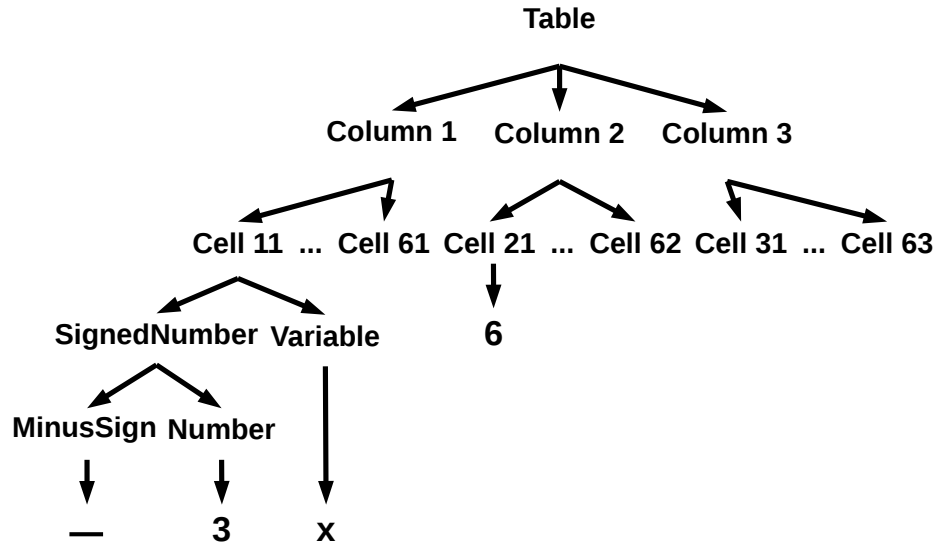 Table
Column 1 Column 2 Column 3
Cell 11 ... Cell 61 Cell 21 ... Cell 62 Cell 31 ... Cell 63
SignedNumber Variable 6
MinusSign Number
— 3 x